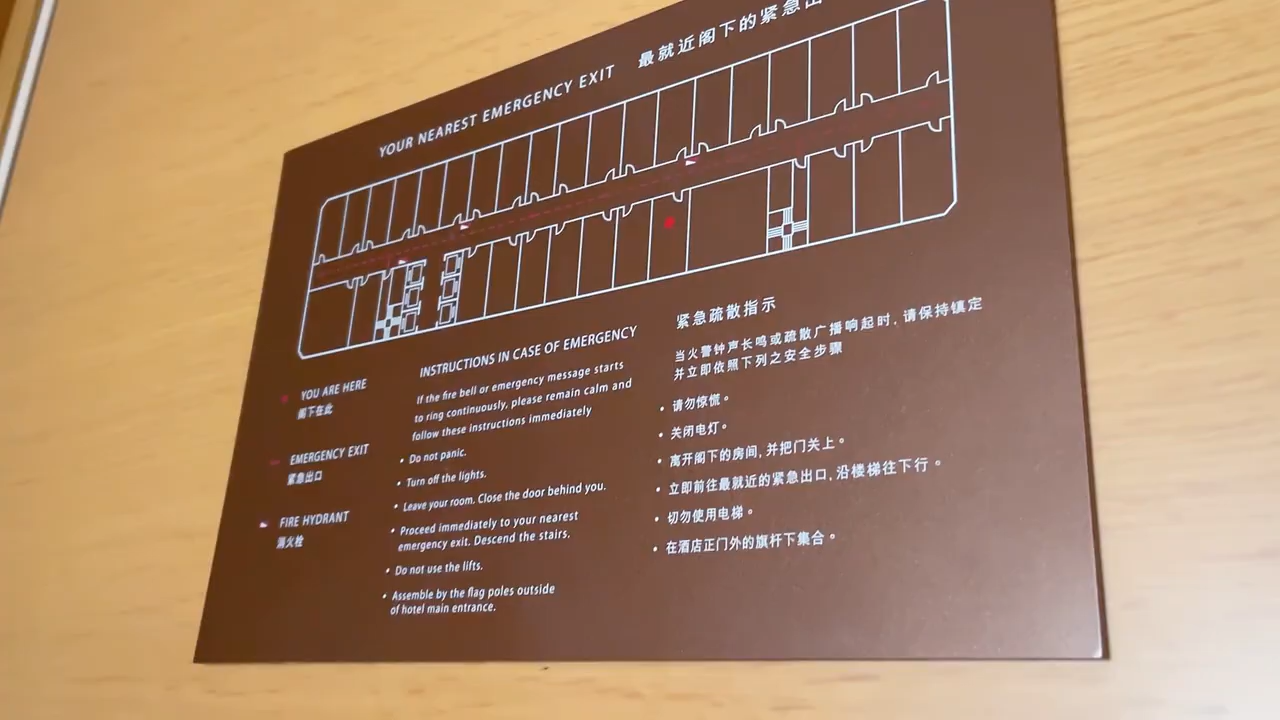 YOUR NEAREST EMERGENCY EXIT 最就近阁下的紧急出
YOU ARE HERE
阁下在此
EMERGENCY EXIT
紧急出口
FIRE HYDRANT
消火栓
INSTRUCTIONS IN CASE OF EMERGENCY
If the fire bell or emergency message starts
to ring continuously, please remain calm and
follow these instructions immediately
• Do not panic.
• Turn off the lights.
• Leave your room. Close the door behind you.
• Proceed immediately to your nearest
emergency exit. Descend the stairs.
• Do not use the lifts.
• Assemble by the flag poles outside
of hotel main entrance.
紧急疏散指示
当火警钟声长鸣或疏散广播响起时, 请保持镇定
并立即依照下列之安全步骤
• 请勿惊慌。
• 关闭电灯。
• 离开阁下的房间, 并把门关上。
• 立即前往最就近的紧急出口, 沿楼梯往下行。
• 切勿使用电梯。
• 在酒店正门外的旗杆下集合。